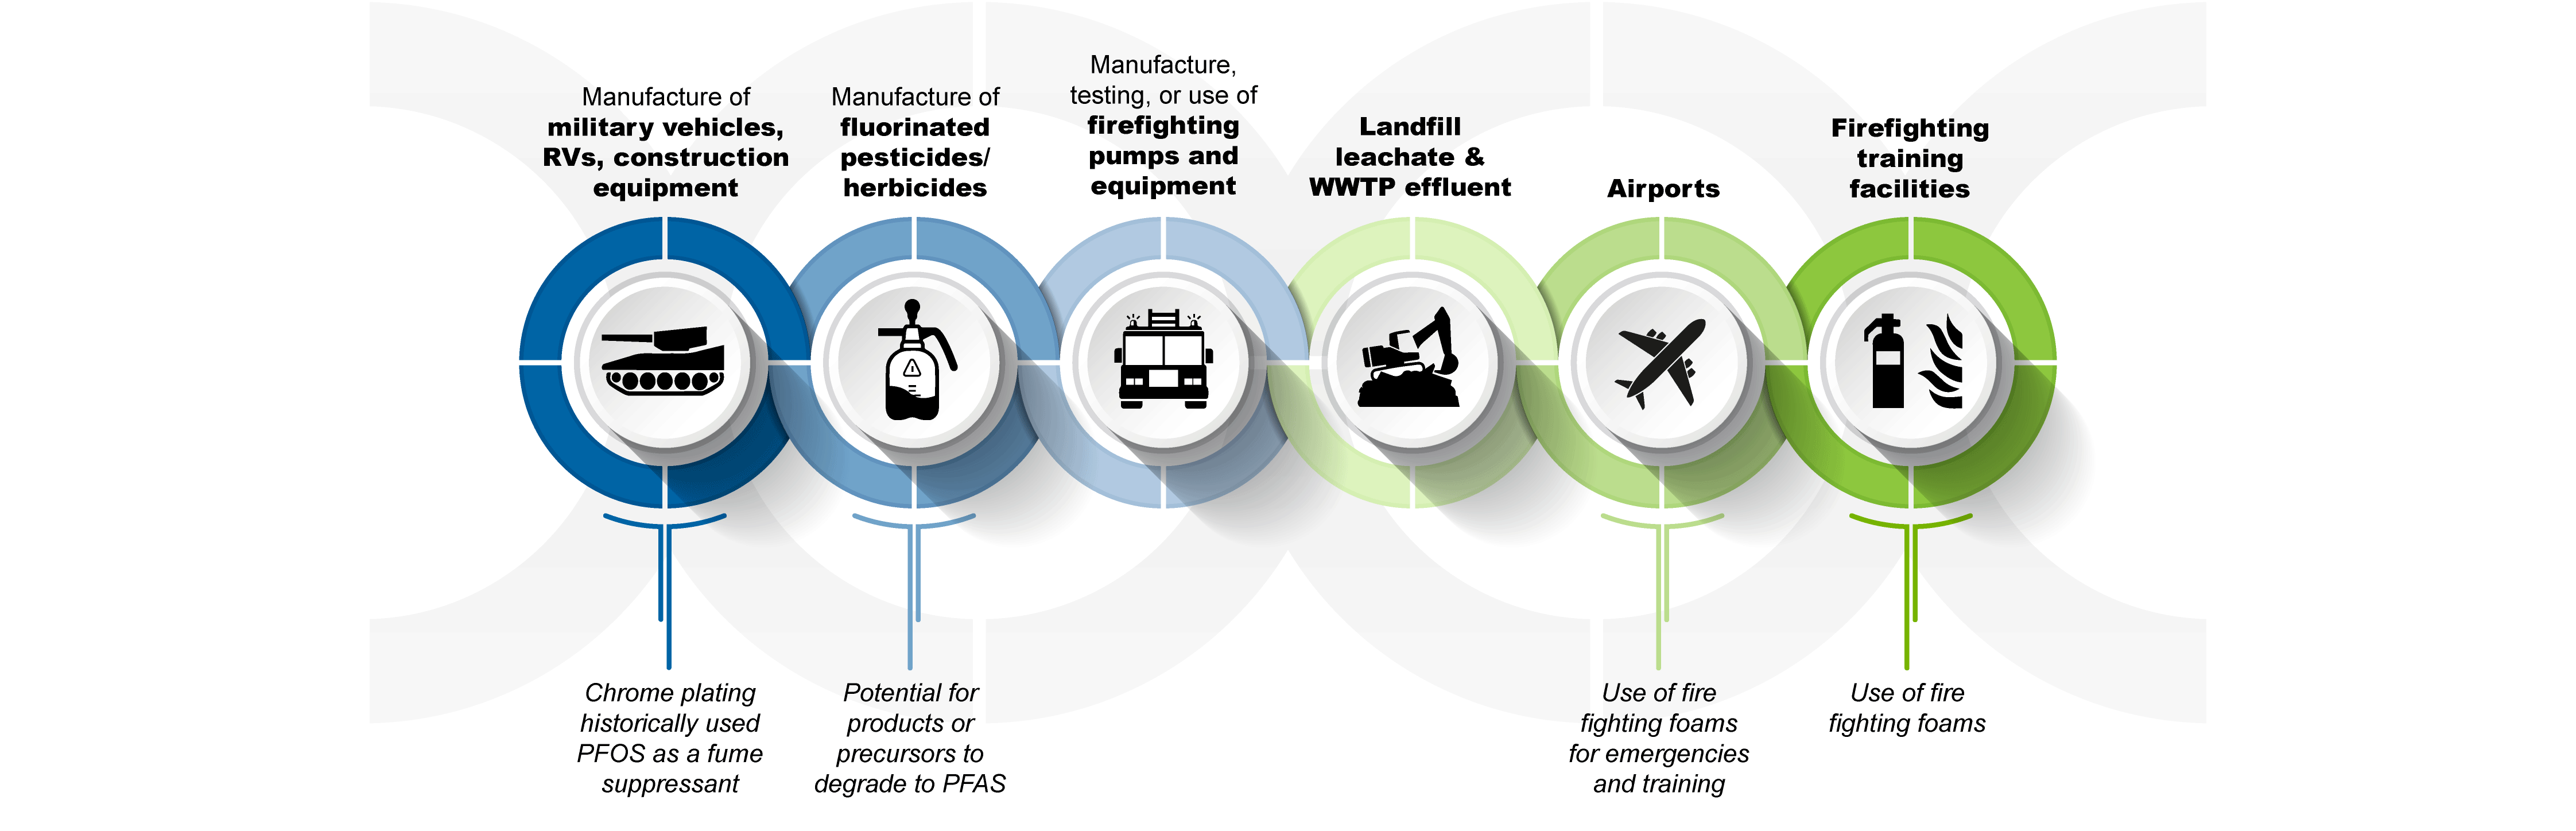 Manufacture of
military vehicles,
RVs, construction
equipment
Manufacture of
fluorinated
pesticides/
herbicides
Manufacture,
testing, or use of
firefighting
pumps and
equipment
Landfill
leachate &
WWTP effluent
Airports
Firefighting
training
facilities
Chrome plating
historically used
PFOS as a fume
suppressant
Potential for
products or
precursors to
degrade to PFAS
Use of fire
fighting foams
for emergencies
and training
Use of fire
fighting foams